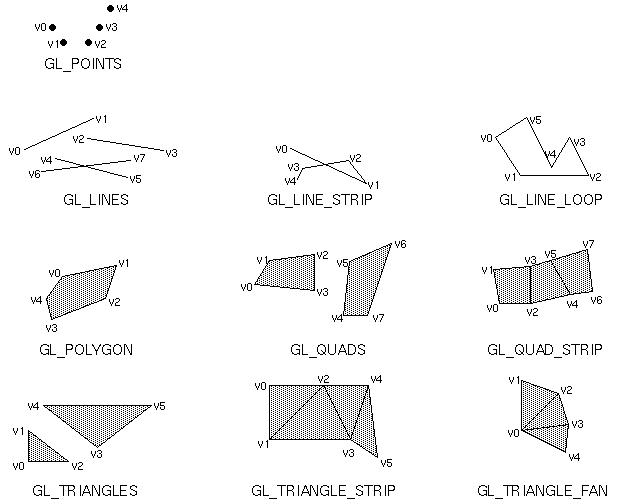 v4
v0 v3
v1 v2
GL_POINTS
v1 v5
v2 v0 v0 v3
v0 v3 v2 v4
v4 v7 v3
v6 v5 v4 v1 v1 v2
GL_LINES GL_LINE_STRIP GL_LINE_LOOP
v6 v7
v1 v1 v2 v5 v3 v5
v0 v1
v4 v2 v0 v3 v0 v2 v4 v6
v3 v4 v7
GL_POLYGON GL_QUADS GL_QUAD_STRIP
v0 v2 v4 v1 v2
v4 v5
v1 v3
v3 v1 v3 v0
v0 v2 v5 v4
GL_TRIANGLES GL_TRIANGLE_STRIP GL_TRIANGLE_FAN